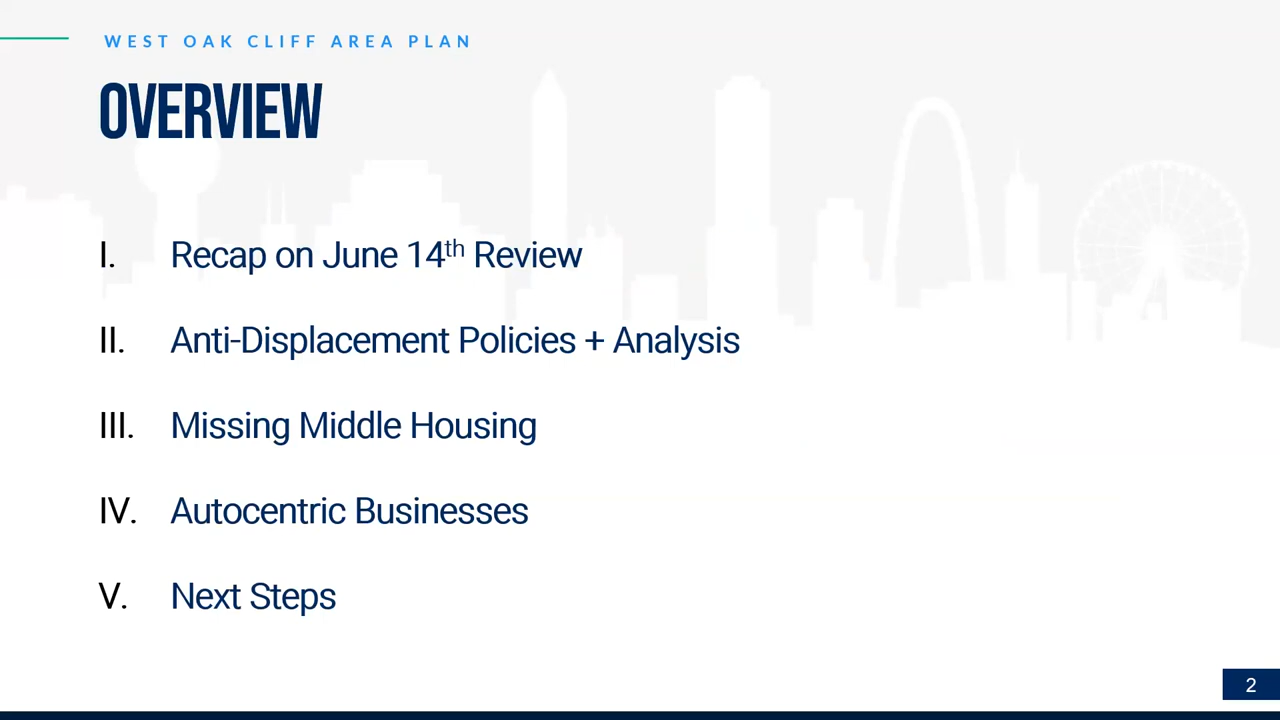 WEST OAK CLIFF AREA PLAN
OVERVIEW
I. Recap on June 14th Review
II. Anti-Displacement Policies + Analysis
III. Missing Middle Housing
IV. Autocentric Businesses
V. Next Steps
2